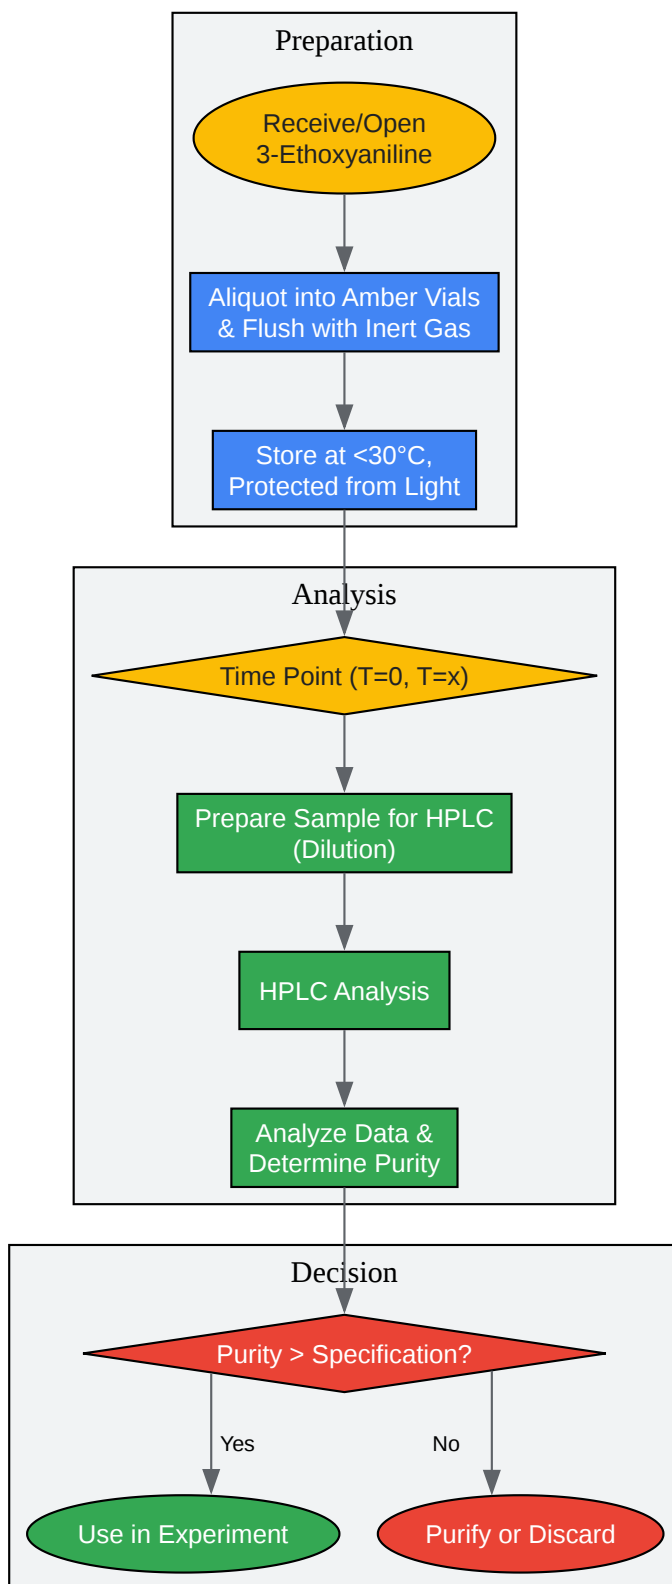 Preparation
Receive/Open
3-Ethoxyaniline
Aliquot into Amber Vials
& Flush with Inert Gas
Store at <30°C,
Protected from Light
Analysis
Time Point (T=0, T=x)
Prepare Sample for HPLC
(Dilution)
HPLC Analysis
Analyze Data &
Determine Purity
Decision
Purity > Specification?
Yes
No
Use in Experiment
Purify or Discard